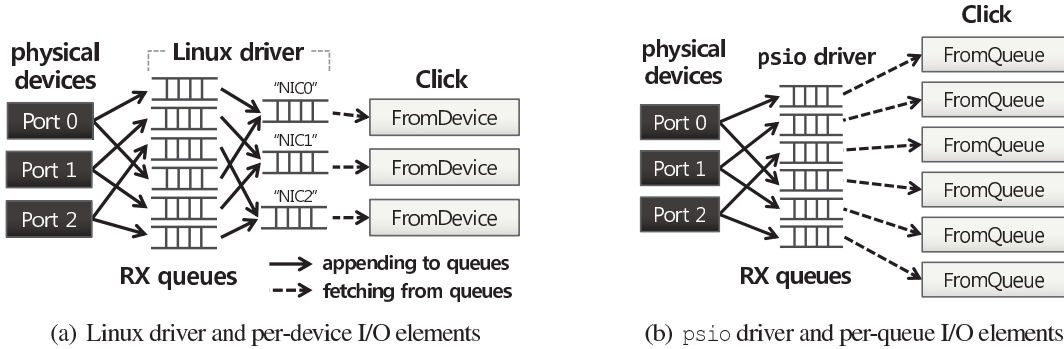 physical
devices
Linux driver
Click
Port 0
Port 1
Port 2
"NIC0"
"NIC1"
"NIC2"
FromDevice
FromDevice
FromDevice
RX queues
appending to queues
fetching from queues
(a) Linux driver and per-device I/O elements
physical
devices
psio driver
Click
Port 0
Port 1
Port 2
FromQueue
FromQueue
FromQueue
FromQueue
FromQueue
FromQueue
RX queues
(b) psio driver and per-queue I/O elements